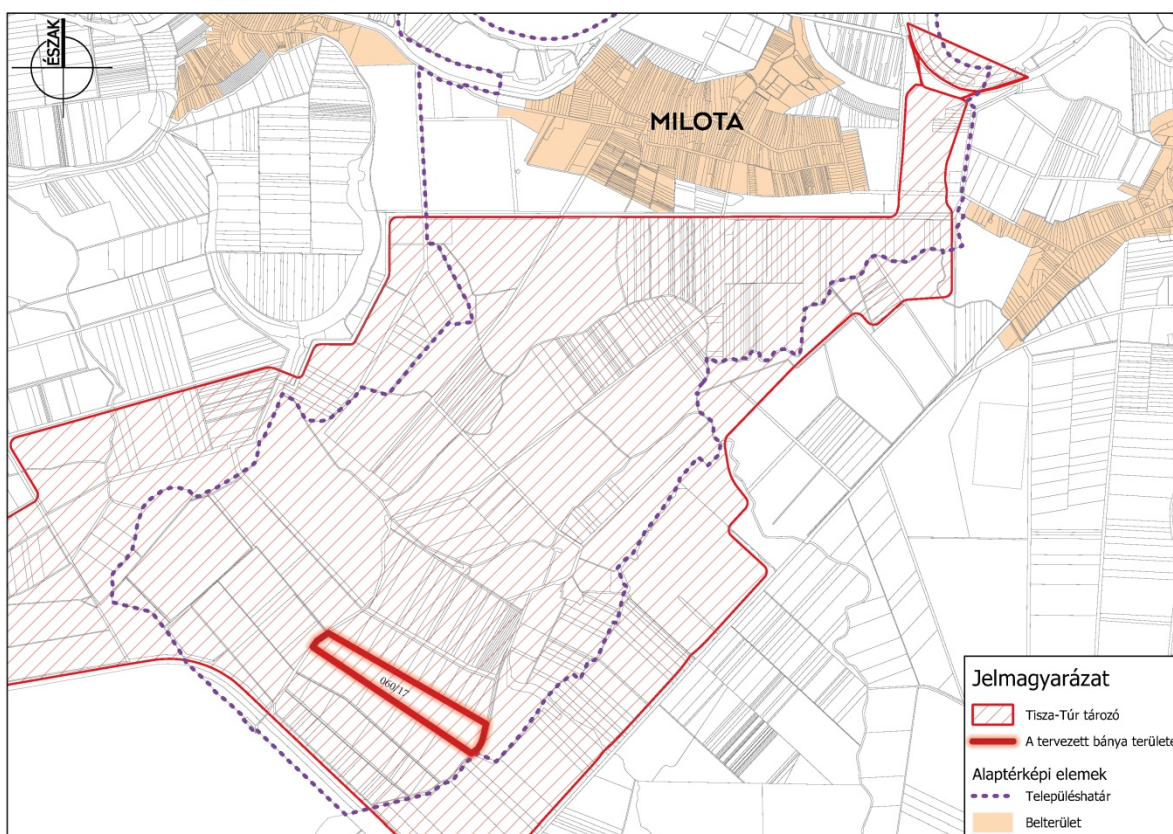 ÉSZAK
MILOTA
060/17
Jelmagyarázat
Tisza-Túr tározó
A tervezett bánya területe
Alaptérképi elemek
Településhatár
Belterület